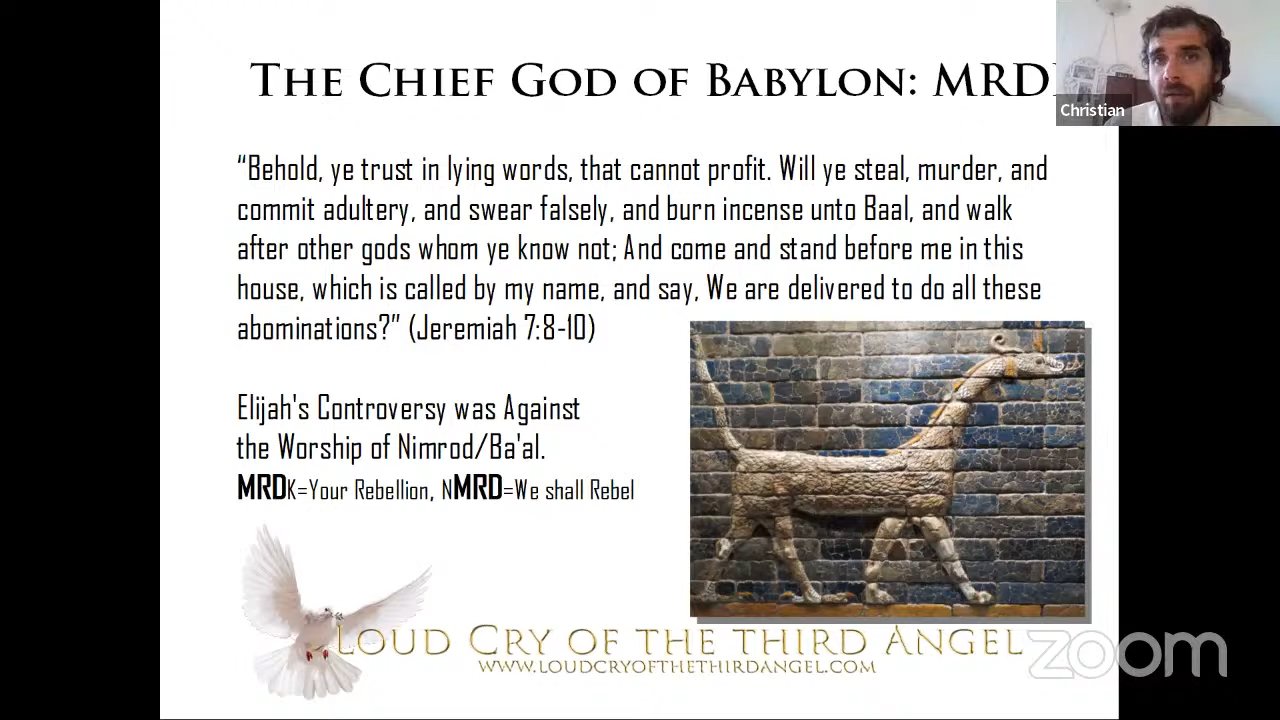 THE CHIEF GOD OF BABYLON: MRD
Christian
“Behold, ye trust in lying words, that cannot profit. Will ye steal, murder, and
commit adultery, and swear falsely, and burn incense unto Baal, and walk
after other gods whom ye know not; And come and stand before me in this
house, which is called by my name, and say, We are delivered to do all these
abominations?” (Jeremiah 7:8-10)
Elijah's Controversy was Against
the Worship of Nimrod/Ba'al.
MRDK=Your Rebellion, NMRD=We shall Rebel
LOUD CRY OF THE THIRD ANGEL
WWW.LOUDCRYOFTHETHIRDANGEL.COM
zoom